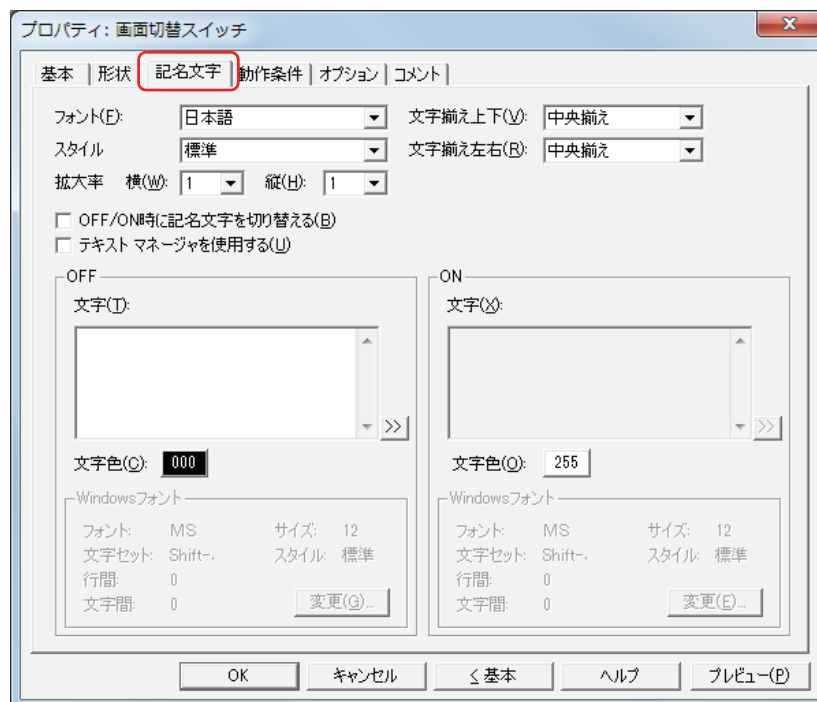 プロパティ: 画面切替スイッチ
基本 形状 記名文字 動作条件 オプション コメント
フォント(F): 日本語 文字揃え上下(V): 中央揃え
スタイル 標準 文字揃え左右(R): 中央揃え
拡大率 横(W): 1 縦(H): 1
OFF/ON時に記名文字を切り替える(B)
テキスト マネージャを使用する(U)
OFF
文字(T):
>>
文字色(C): 000
Windowsフォント
フォント: MS サイズ: 12
文字セット: Shift-. スタイル: 標準
行間: 0
文字間: 0 変更(G)...
ON
文字(X):
>>
文字色(O): 255
Windowsフォント
フォント: MS サイズ: 12
文字セット: Shift-. スタイル: 標準
行間: 0
文字間: 0 変更(E)...
OK キャンセル <基本 ヘルプ プレビュー(P)